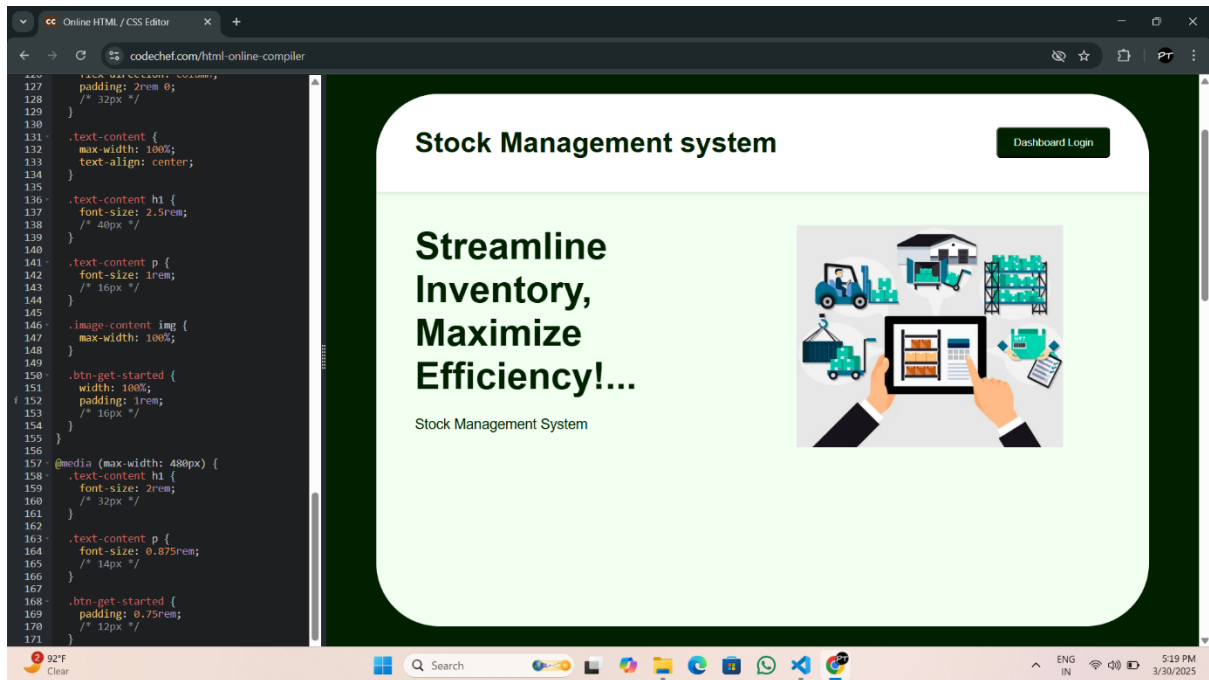 Online HTML / CSS Editor
codechef.com/html-online-compiler
126 flex-direction: column;
127 padding: 2rem 0;
128 /* 32px */
129 }
130
131 .text-content {
132 max-width: 100%;
133 text-align: center;
134 }
135
136 .text-content h1 {
137 font-size: 2.5rem;
138 /* 40px */
139 }
140
141 .text-content p {
142 font-size: 1rem;
143 /* 16px */
144 }
145
146 .image-content img {
147 max-width: 100%;
148 }
149
150 .btn-get-started {
151 width: 100%;
i 152 padding: 1rem;
153 /* 16px */
154 }
155 }
156
157 @media (max-width: 480px) {
158 .text-content h1 {
159 font-size: 2rem;
160 /* 32px */
161 }
162
163 .text-content p {
164 font-size: 0.875rem;
165 /* 14px */
166 }
167
168 .btn-get-started {
169 padding: 0.75rem;
170 /* 12px */
171 }
Stock Management system
Dashboard Login
Streamline
Inventory,
Maximize
Efficiency!...
Stock Management System
2
92°F
Clear
Search
ENG
IN
5:19 PM
3/30/2025